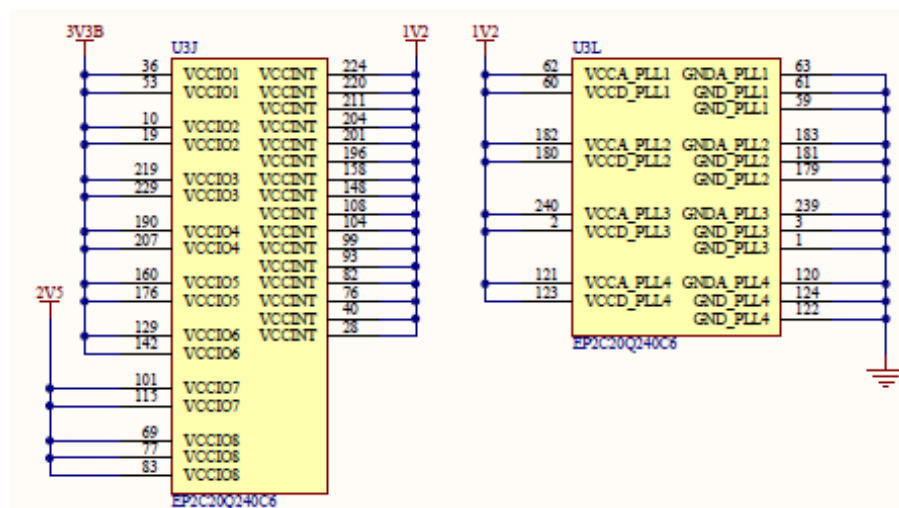 3V3B 1V2
U3J
36 VCCIO1 VCCINT 224
53 VCCIO1 VCCINT 220
VCCINT 211
10 VCCIO2 VCCINT 204
19 VCCIO2 VCCINT 201
VCCINT 196
219 VCCIO3 VCCINT 158
229 VCCIO3 VCCINT 148
VCCINT 108
190 VCCIO4 VCCINT 104
207 VCCIO4 VCCINT 99
VCCINT 93
160 VCCIO5 VCCINT 82
2V5
176 VCCIO5 VCCINT 76
VCCINT 40
129 VCCIO6 VCCINT 28
142 VCCIO6
101 VCCIO7
115 VCCIO7
69 VCCIO8
77 VCCIO8
83 VCCIO8
EP2C20Q240C6
1V2
U3L
62 VCCA_PLL1 GNDA_PLL1 63
60 VCCD_PLL1 GND_PLL1 61
GND_PLL1 59
182 VCCA_PLL2 GNDA_PLL2 183
180 VCCD_PLL2 GND_PLL2 181
GND_PLL2 179
240 VCCA_PLL3 GNDA_PLL3 239
2 VCCD_PLL3 GND_PLL3 3
GND_PLL3 1
121 VCCA_PLL4 GNDA_PLL4 120
123 VCCD_PLL4 GND_PLL4 124
GND_PLL4 122
EP2C20Q240C6